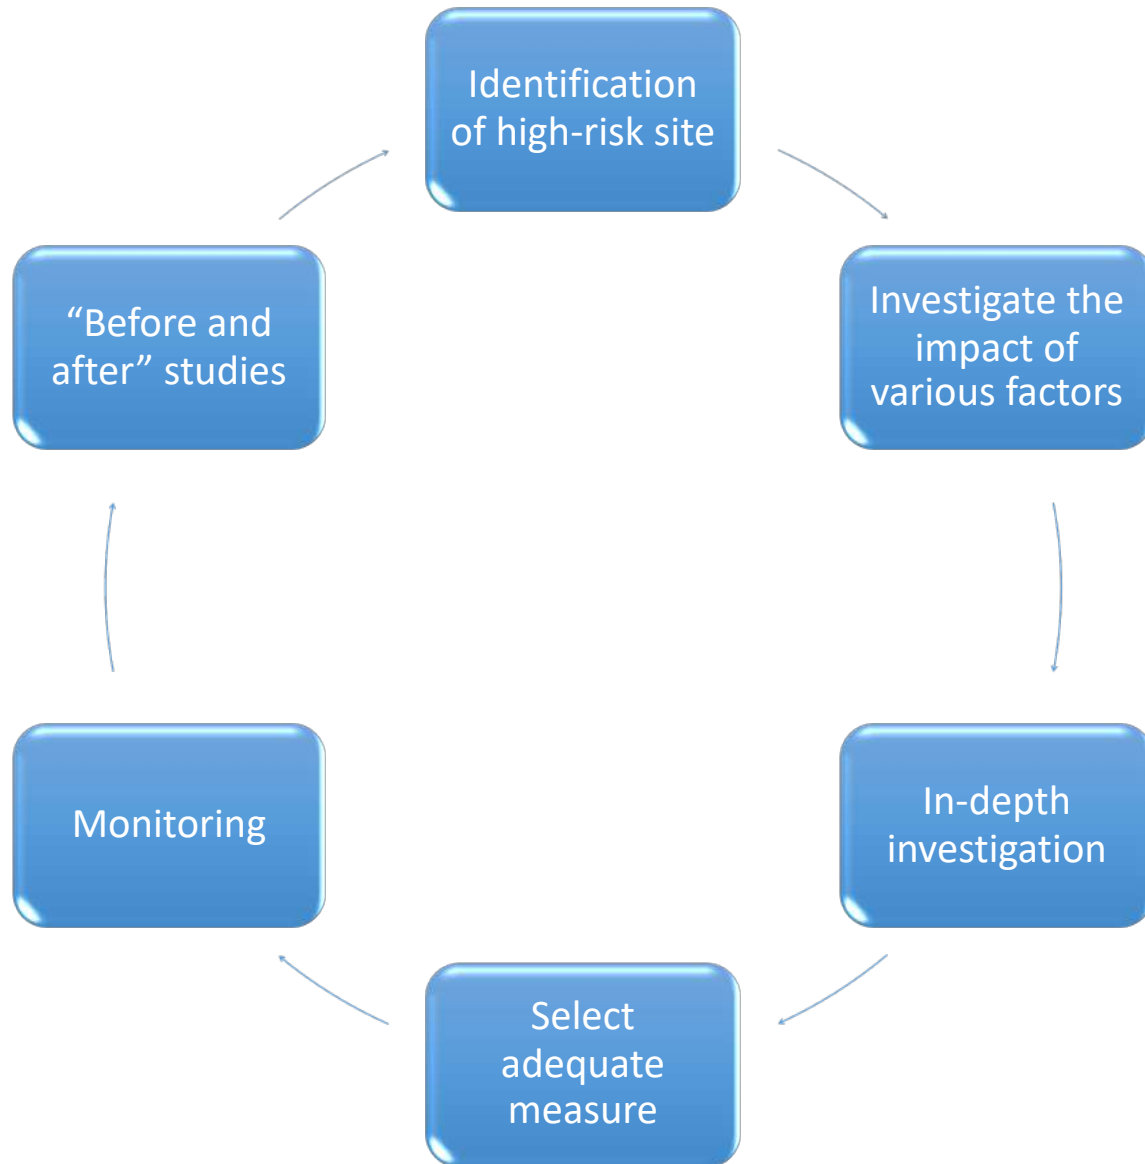 Identification
of high-risk site
Investigate the
impact of
various factors
In-depth
investigation
Select
adequate
measure
Monitoring
“Before and
after” studies